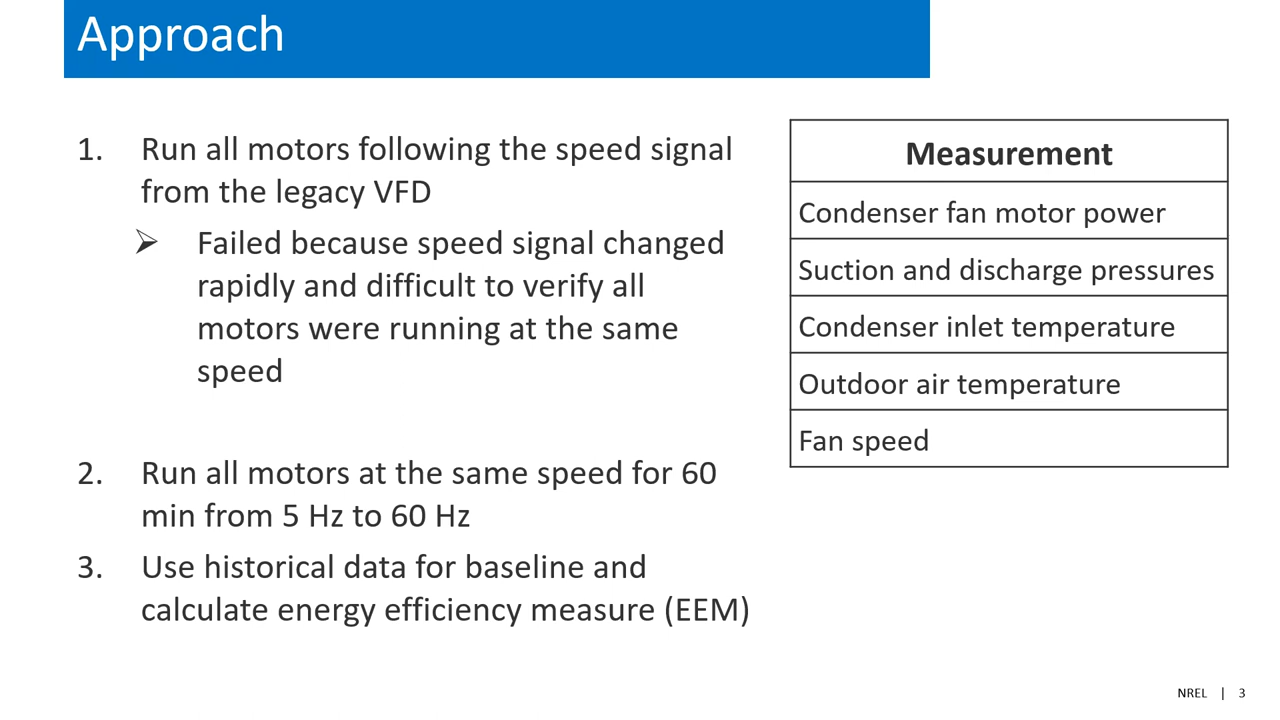 Approach
1. Run all motors following the speed signal
from the legacy VFD
➢ Failed because speed signal changed
rapidly and difficult to verify all
motors were running at the same
speed
2. Run all motors at the same speed for 60
min from 5 Hz to 60 Hz
3. Use historical data for baseline and
calculate energy efficiency measure (EEM)
Measurement
Condenser fan motor power
Suction and discharge pressures
Condenser inlet temperature
Outdoor air temperature
Fan speed
NREL | 3